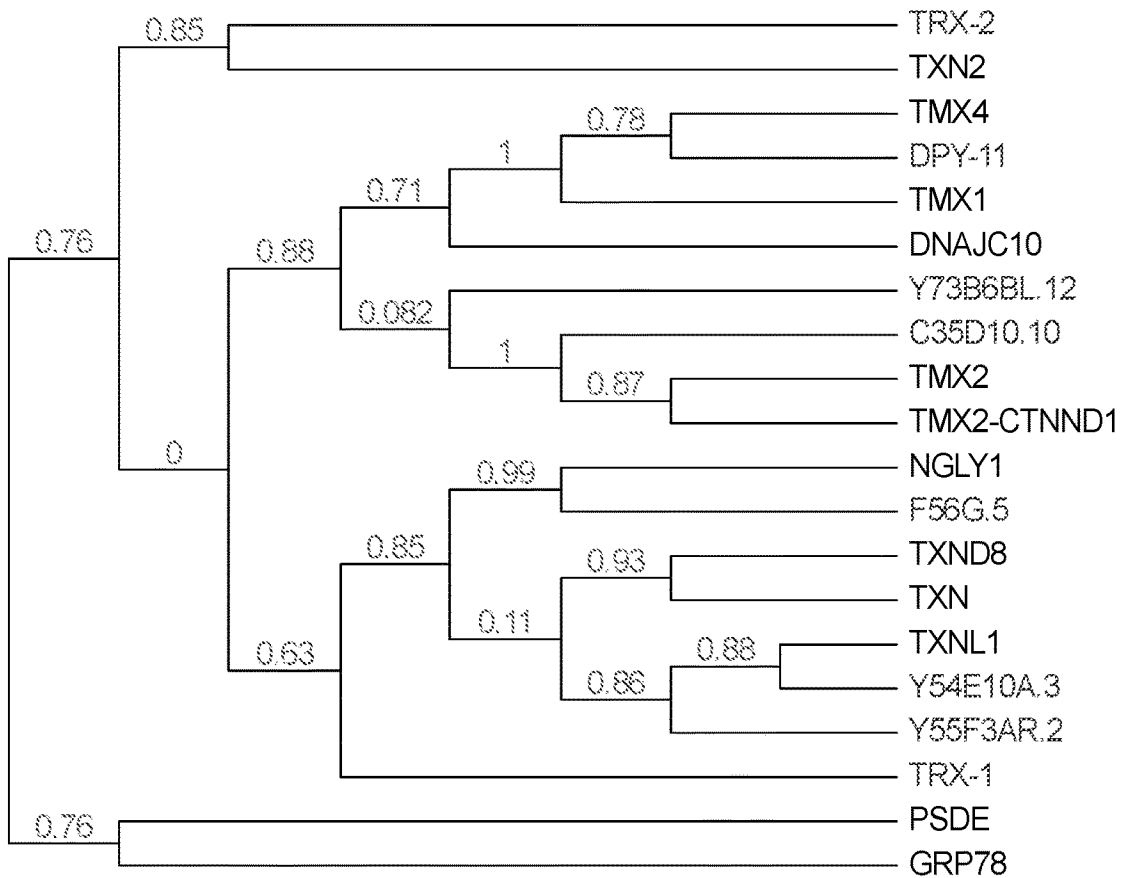 TRX-2
0.85
TXN2
TMX4
0.78
DPY-11
1
TMX1
0.71
DNAJC10
0.76
0.88
Y73B6BL.12
0.082
C35D10.10
1
TMX2
0.87
TMX2-CTNND1
0
NGLY1
0.99
F56G.5
0.85
TXND8
0.93
TXN
0.11
TXNL1
0.88
0.63
Y54E10A.3
0.86
Y55F3AR.2
TRX-1
PSDE
0.76
GRP78